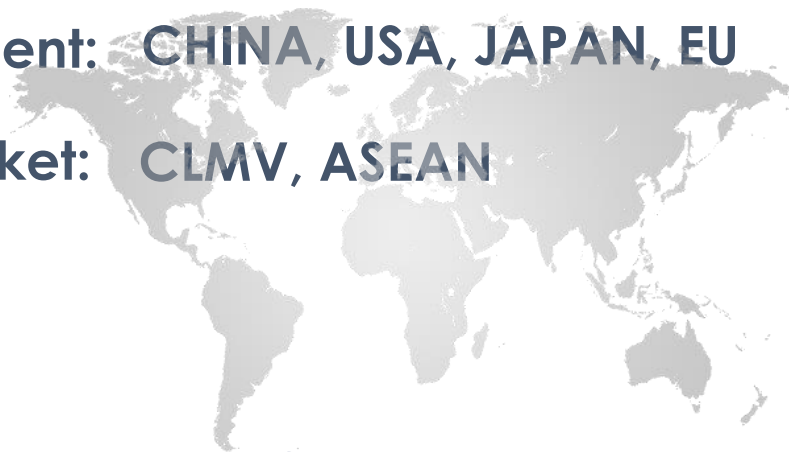 ent: CHINA, USA, JAPAN, EU
ket: CLMV, ASEAN